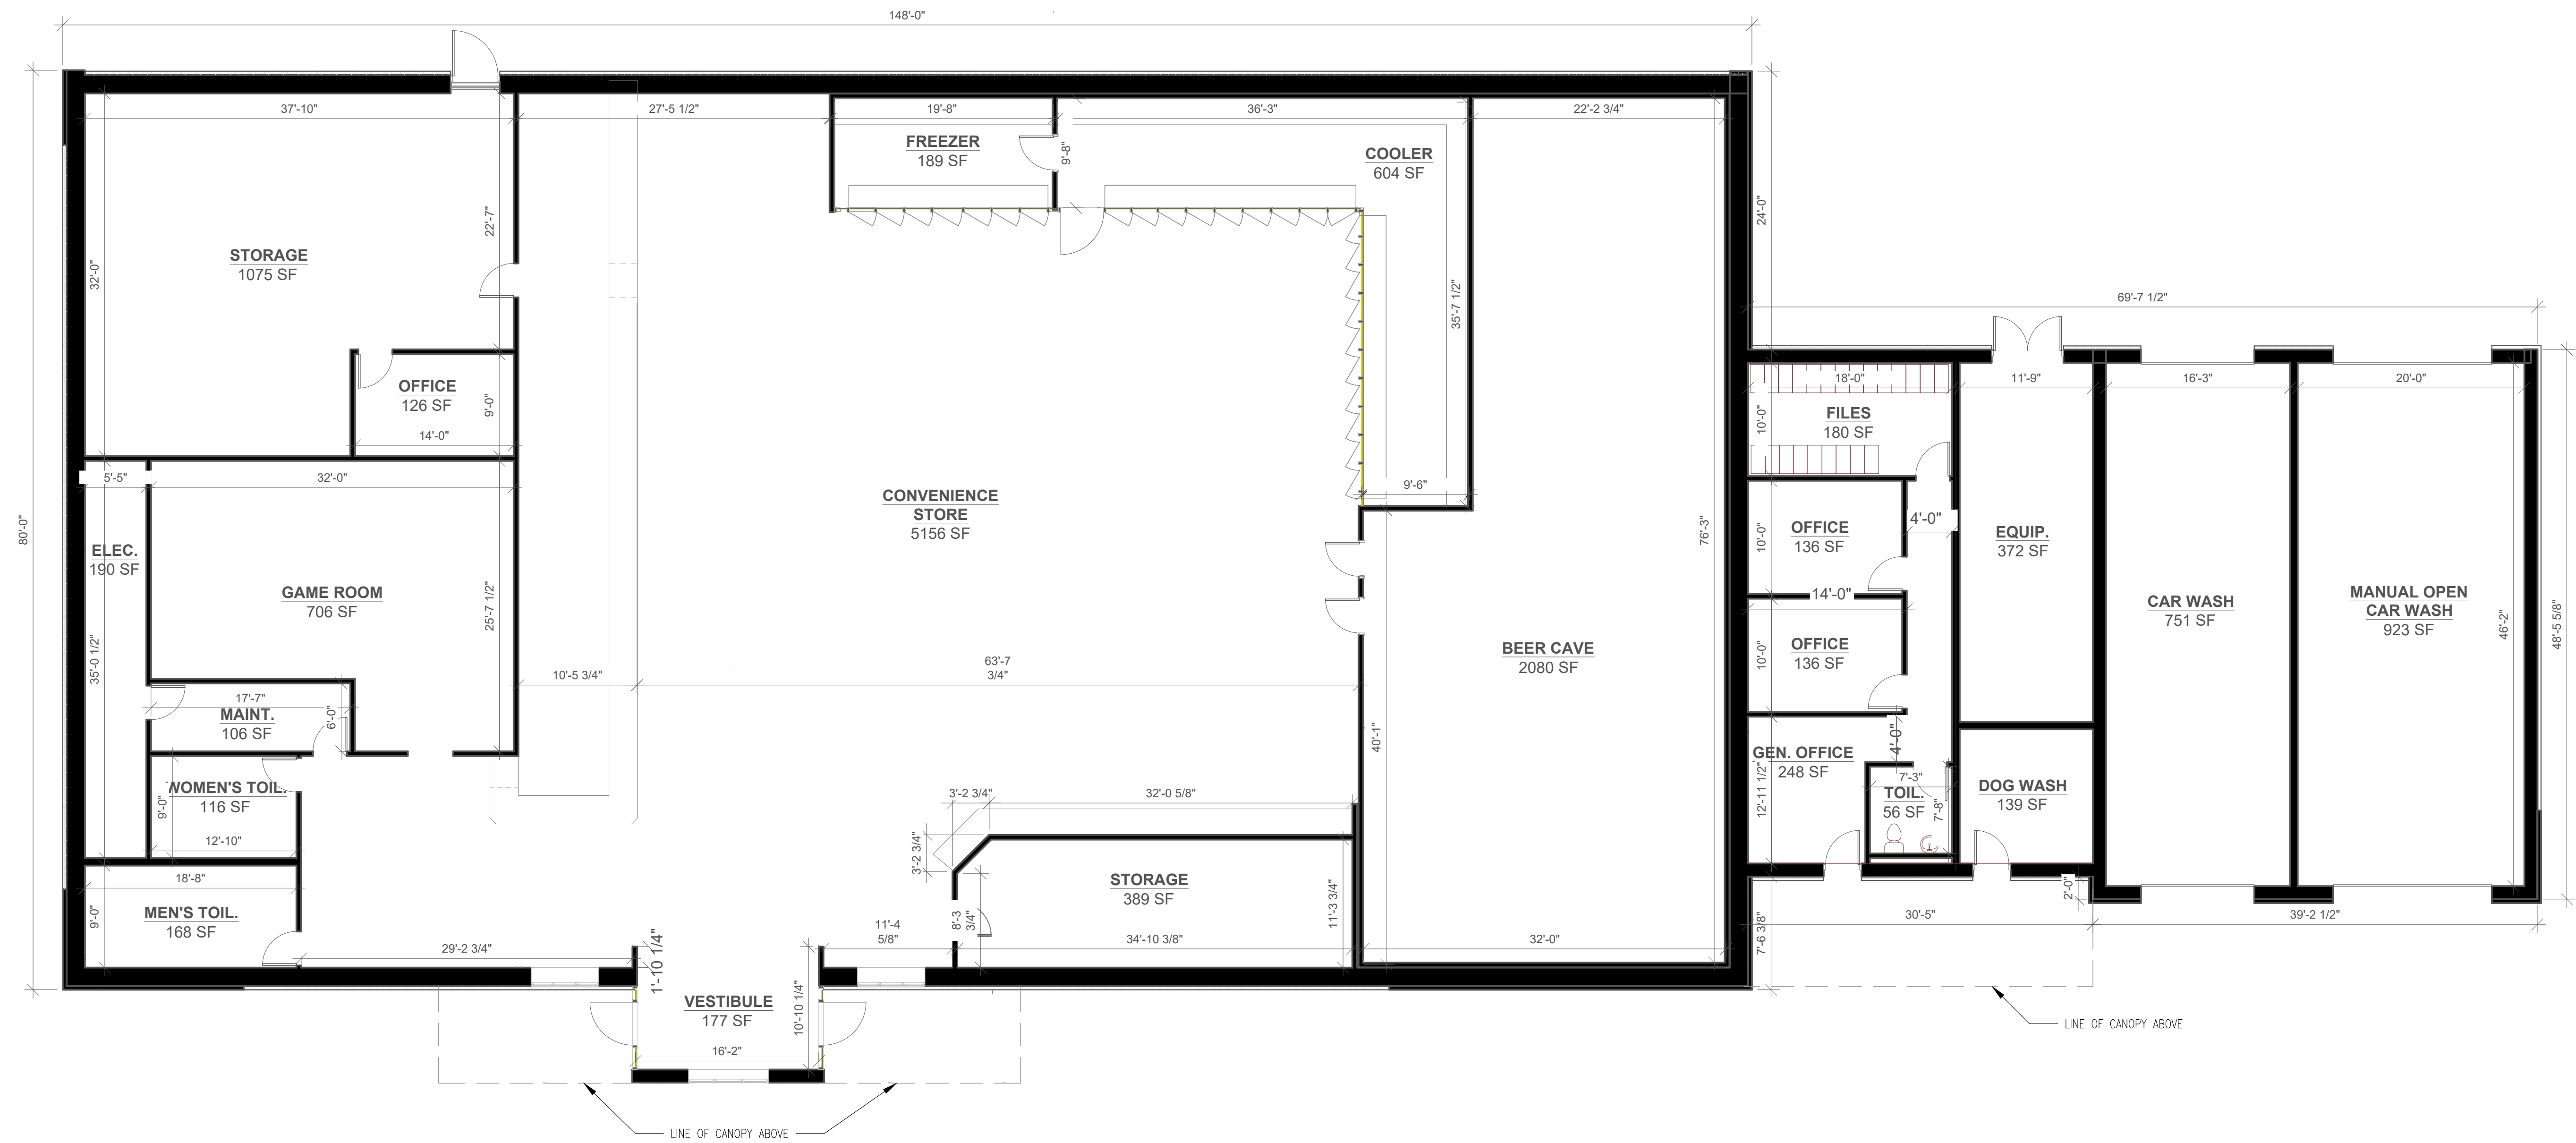 148'-0"
37'-10"
27'-5 1/2"
19'-8"
36'-3"
22'-2 3/4"
FREEZER
189 SF
9'-8"
COOLER
604 SF
22'-7"
24'-0"
STORAGE
1075 SF
32'-0"
35'-7 1/2"
69'-7 1/2"
OFFICE
126 SF
9'-0"
14'-0"
18'-0"
11'-9"
16'-3"
20'-0"
FILES
180 SF
10'-0"
5'-5"
32'-0"
9'-6"
CONVENIENCE
STORE
5156 SF
80'-0"
76'-3"
ELEC.
190 SF
GAME ROOM
706 SF
25'-7 1/2"
35'-0 1/2"
OFFICE
136 SF
10'-0"
4'-0"
EQUIP.
372 SF
14'-0"
CAR WASH
751 SF
MANUAL OPEN
CAR WASH
923 SF
46'-2"
48'-5 5/8"
BEER CAVE
2080 SF
OFFICE
136 SF
10'-0"
10'-5 3/4"
63'-7
3/4"
17'-7"
MAINT.
106 SF
6'-0"
40'-1"
4'-0"
GEN. OFFICE
248 SF
12'-11 1/2"
7'-3"
TOIL.
56 SF
7'-8"
DOG WASH
139 SF
WOMEN'S TOIL.
116 SF
9'-0"
12'-10"
3'-2 3/4"
32'-0 5/8"
3'-2 3/4"
STORAGE
389 SF
11'-3 3/4"
8'-3
3/4"
18'-8"
MEN'S TOIL.
168 SF
9'-0"
2'-0"
30'-5"
39'-2 1/2"
7'-6 3/8"
29'-2 3/4"
1'-10 1/4"
11'-4
5/8"
34'-10 3/8"
32'-0"
VESTIBULE
177 SF
10'-10 1/4"
16'-2"
LINE OF CANOPY ABOVE
LINE OF CANOPY ABOVE